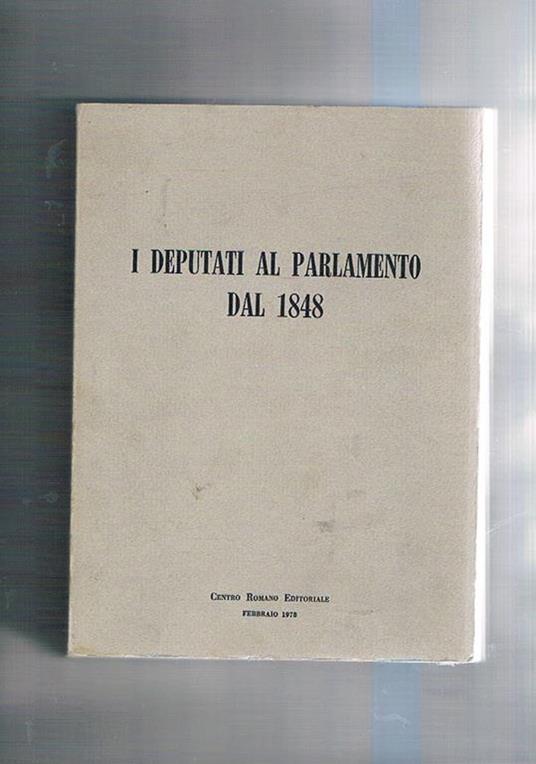 I DEPUTATI AL PARLAMENTO
DAL 1848
CENTRO ROMANO EDITORIALE
FEBBRAIO 1978